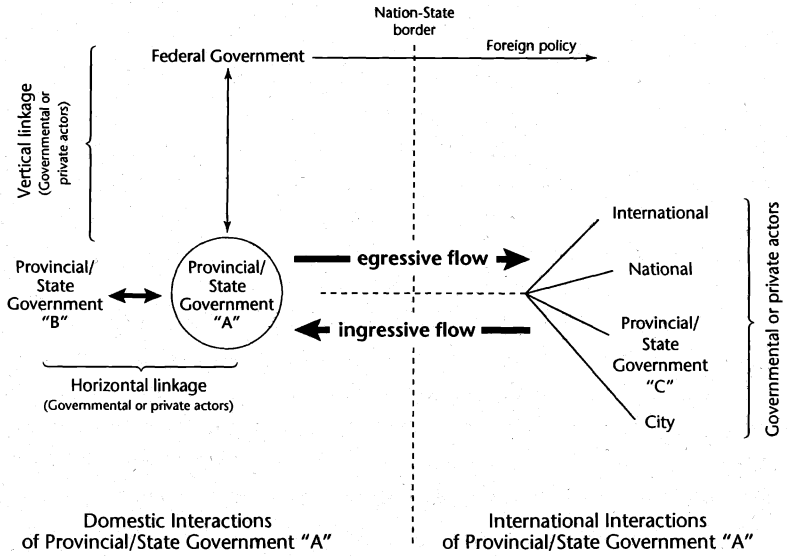 Nation-State
border
Federal Government
Foreign policy
Vertical linkage
(Governmental or
private actors)
Provincial/
State
Government
"B"
Provincial/
State
Government
"A"
egressive flow
ingressive flow
International
National
Provincial/
State
Government
"C"
City
Governmental or private actors
Horizontal linkage
(Governmental or private actors)
Domestic Interactions
of Provincial/State Government "A"
International Interactions
of Provincial/State Government "A"